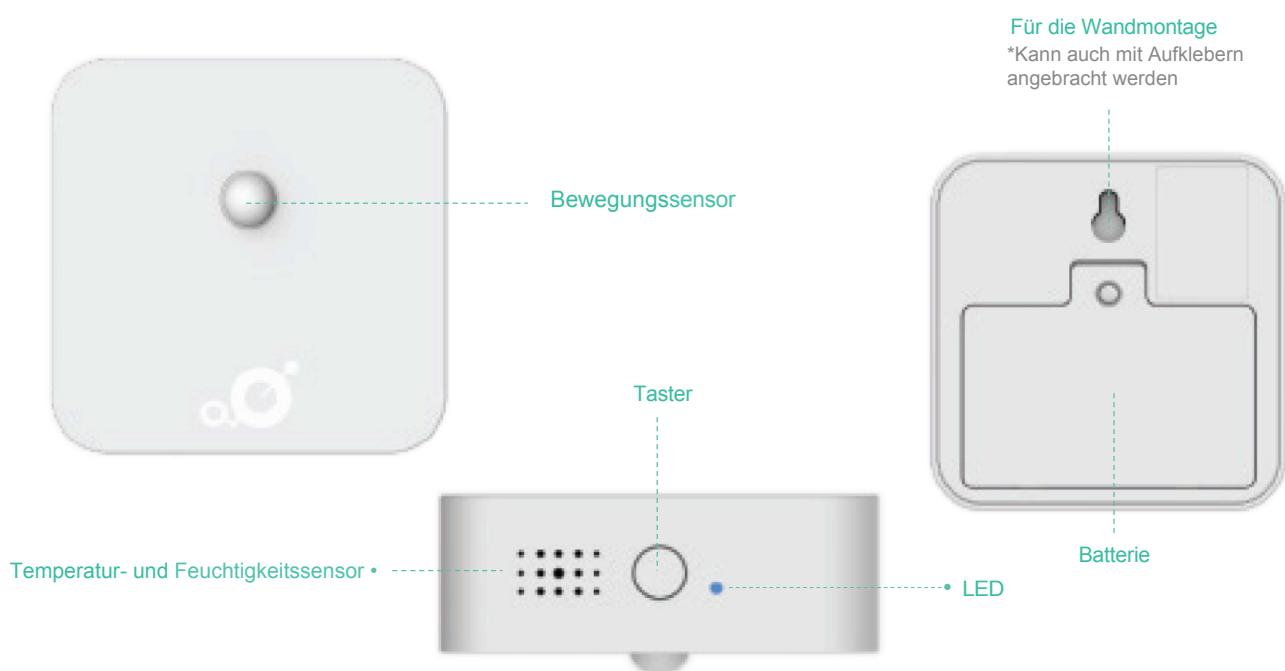 Für die Wandmontage
*Kann auch mit Aufklebern
angebracht werden
Bewegungssensor
Taster
Temperatur- und Feuchtigkeitssensor •
• LED
Batterie